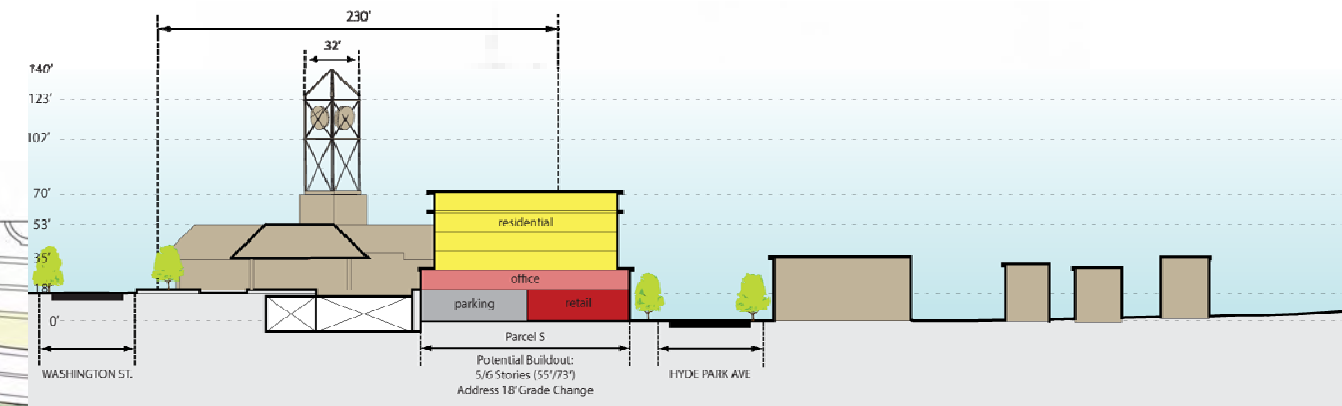 230'
32'
140'
123'
102'
70'
53'
35'
18'
0'
residential
office
parking
retail
Parcel S
Potential Buildout:
5/6 Stories (55'/73')
Address 18' Grade Change
WASHINGTON ST.
HYDE PARK AVE